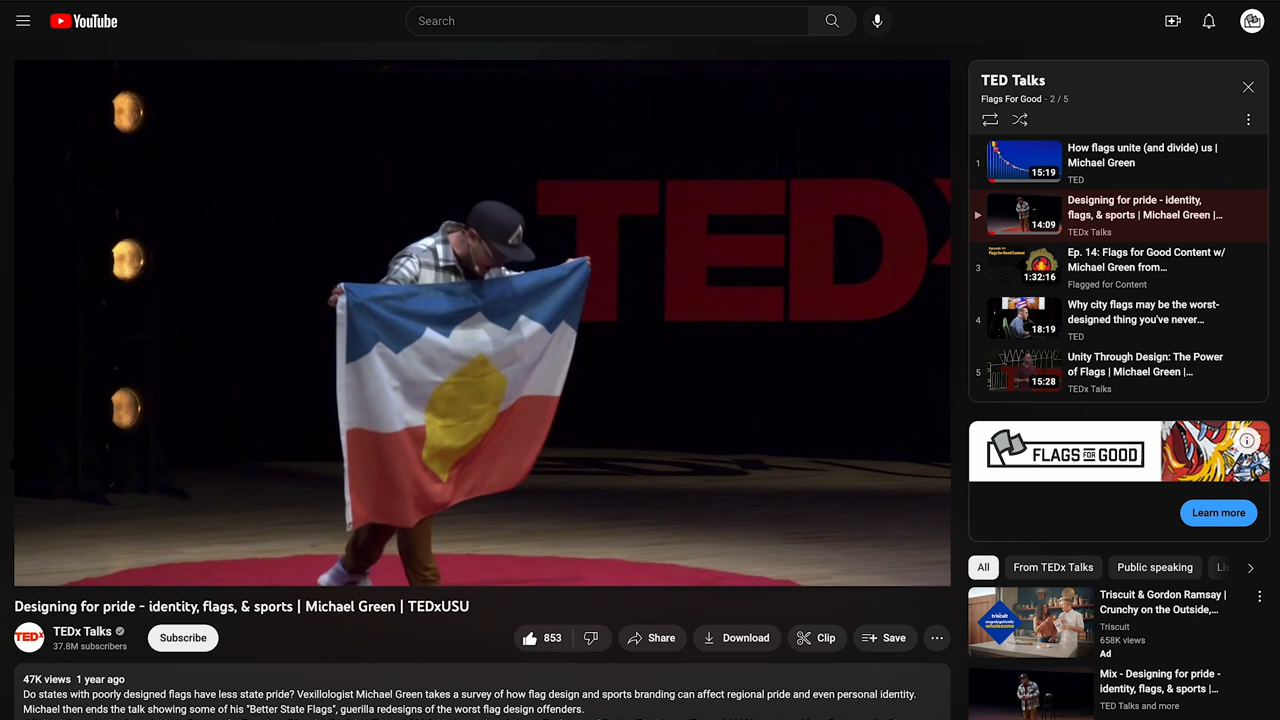 YouTube
Search
TEDx
TED Talks
Flags For Good - 2 / 5
1
15:19
How flags unite (and divide) us |
Michael Green
TED
14:09
Designing for pride - identity,
flags, & sports | Michael Green |...
TEDx Talks
3
1:32:16
Ep. 14: Flags for Good Content w/
Michael Green from...
Flagged for Content
4
18:19
Why city flags may be the worst-
designed thing you've never...
TED
5
15:28
Unity Through Design: The Power
of Flags | Michael Green |...
TEDx Talks
FLAGS FOR GOOD
Learn more
All
From TEDx Talks
Public speaking
Triscuit & Gordon Ramsay |
Crunchy on the Outside,...
Triscuit
658K views
Ad
Mix - Designing for pride -
identity, flags, & sports |...
TED Talks and more
Designing for pride - identity, flags, & sports | Michael Green | TEDxUSU
TEDx
TEDx Talks
37.8M subscribers
Subscribe
853
Share
Download
Clip
Save
47K views 1 year ago
Do states with poorly designed flags have less state pride? Vexillologist Michael Green takes a survey of how flag design and sports branding can affect regional pride and even personal identity.
Michael then ends the talk showing some of his "Better State Flags", guerilla redesigns of the worst flag design offenders.